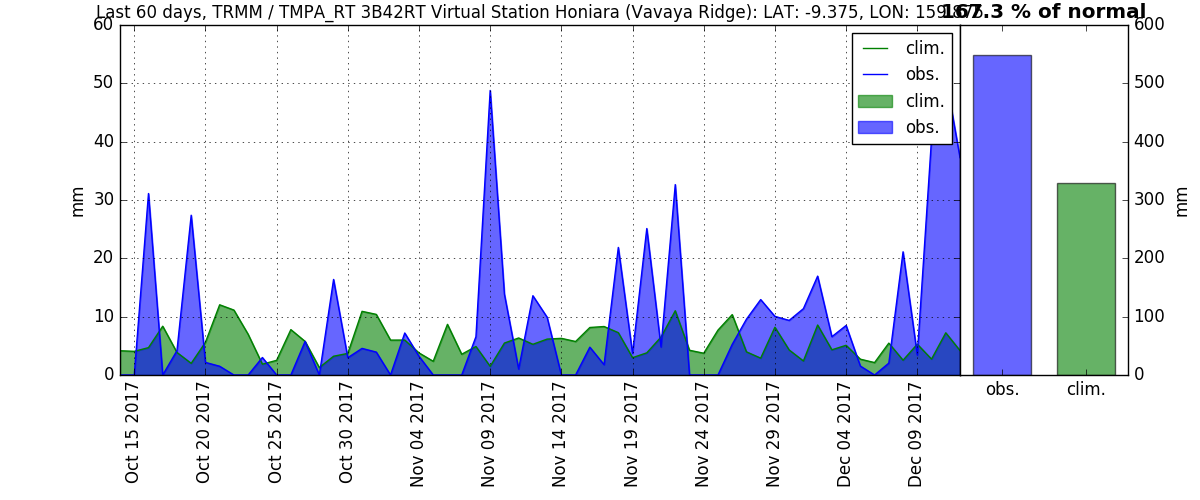 Last 60 days, TRMM / TMPA_RT 3B42RT Virtual Station Honiara (Vavaya Ridge): LAT: -9.375, LON:
167.3 % of normal
60
50
40
30
20
10
0
mm
clim.
obs.
clim.
obs.
Oct 15 2017
Oct 20 2017
Oct 25 2017
Oct 30 2017
Nov 04 2017
Nov 09 2017
Nov 14 2017
Nov 19 2017
Nov 24 2017
Nov 29 2017
Dec 04 2017
Dec 09 2017
600
500
400
300
200
100
0
mm
obs. clim.